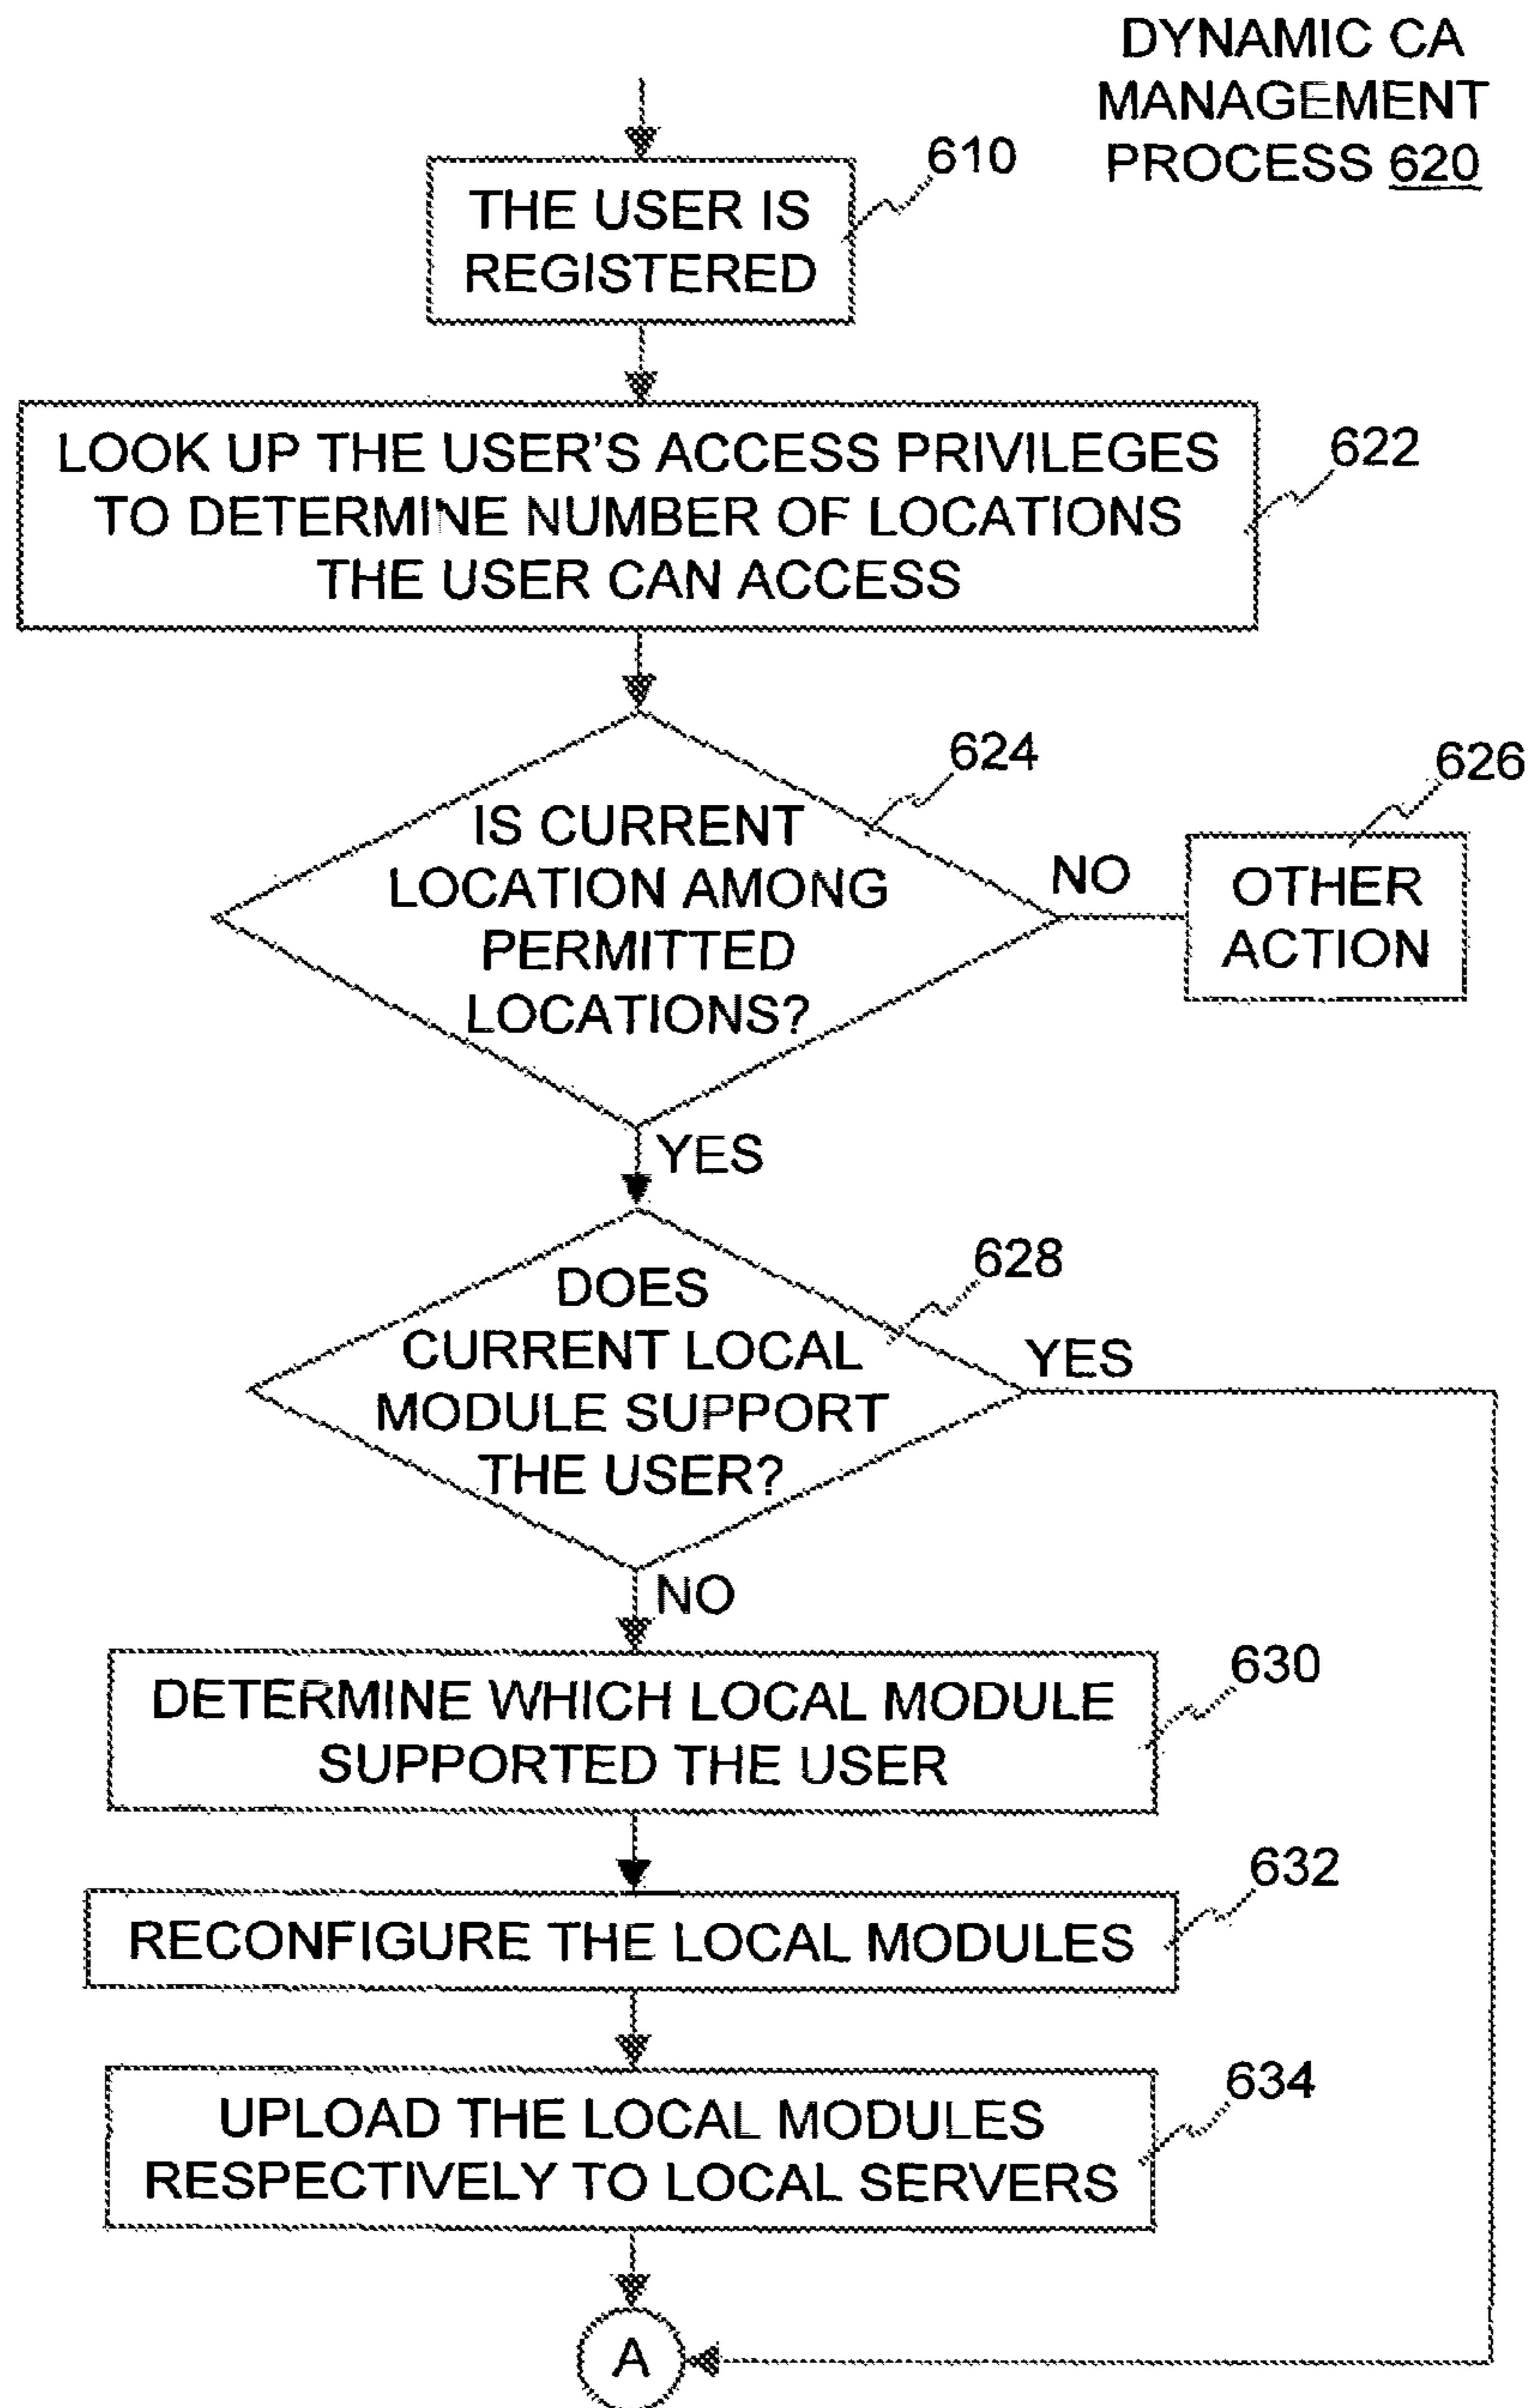 DYNAMIC CA
MANAGEMENT
PROCESS 620
610
THE USER IS
REGISTERED
622
LOOK UP THE USER'S ACCESS PRIVILEGES
TO DETERMINE NUMBER OF LOCATIONS
THE USER CAN ACCESS
624
IS CURRENT
LOCATION AMONG
PERMITTED
LOCATIONS?
NO
626
OTHER
ACTION
YES
628
DOES
CURRENT LOCAL
MODULE SUPPORT
THE USER?
YES
NO
630
DETERMINE WHICH LOCAL MODULE
SUPPORTED THE USER
632
RECONFIGURE THE LOCAL MODULES
634
UPLOAD THE LOCAL MODULES
RESPECTIVELY TO LOCAL SERVERS
A